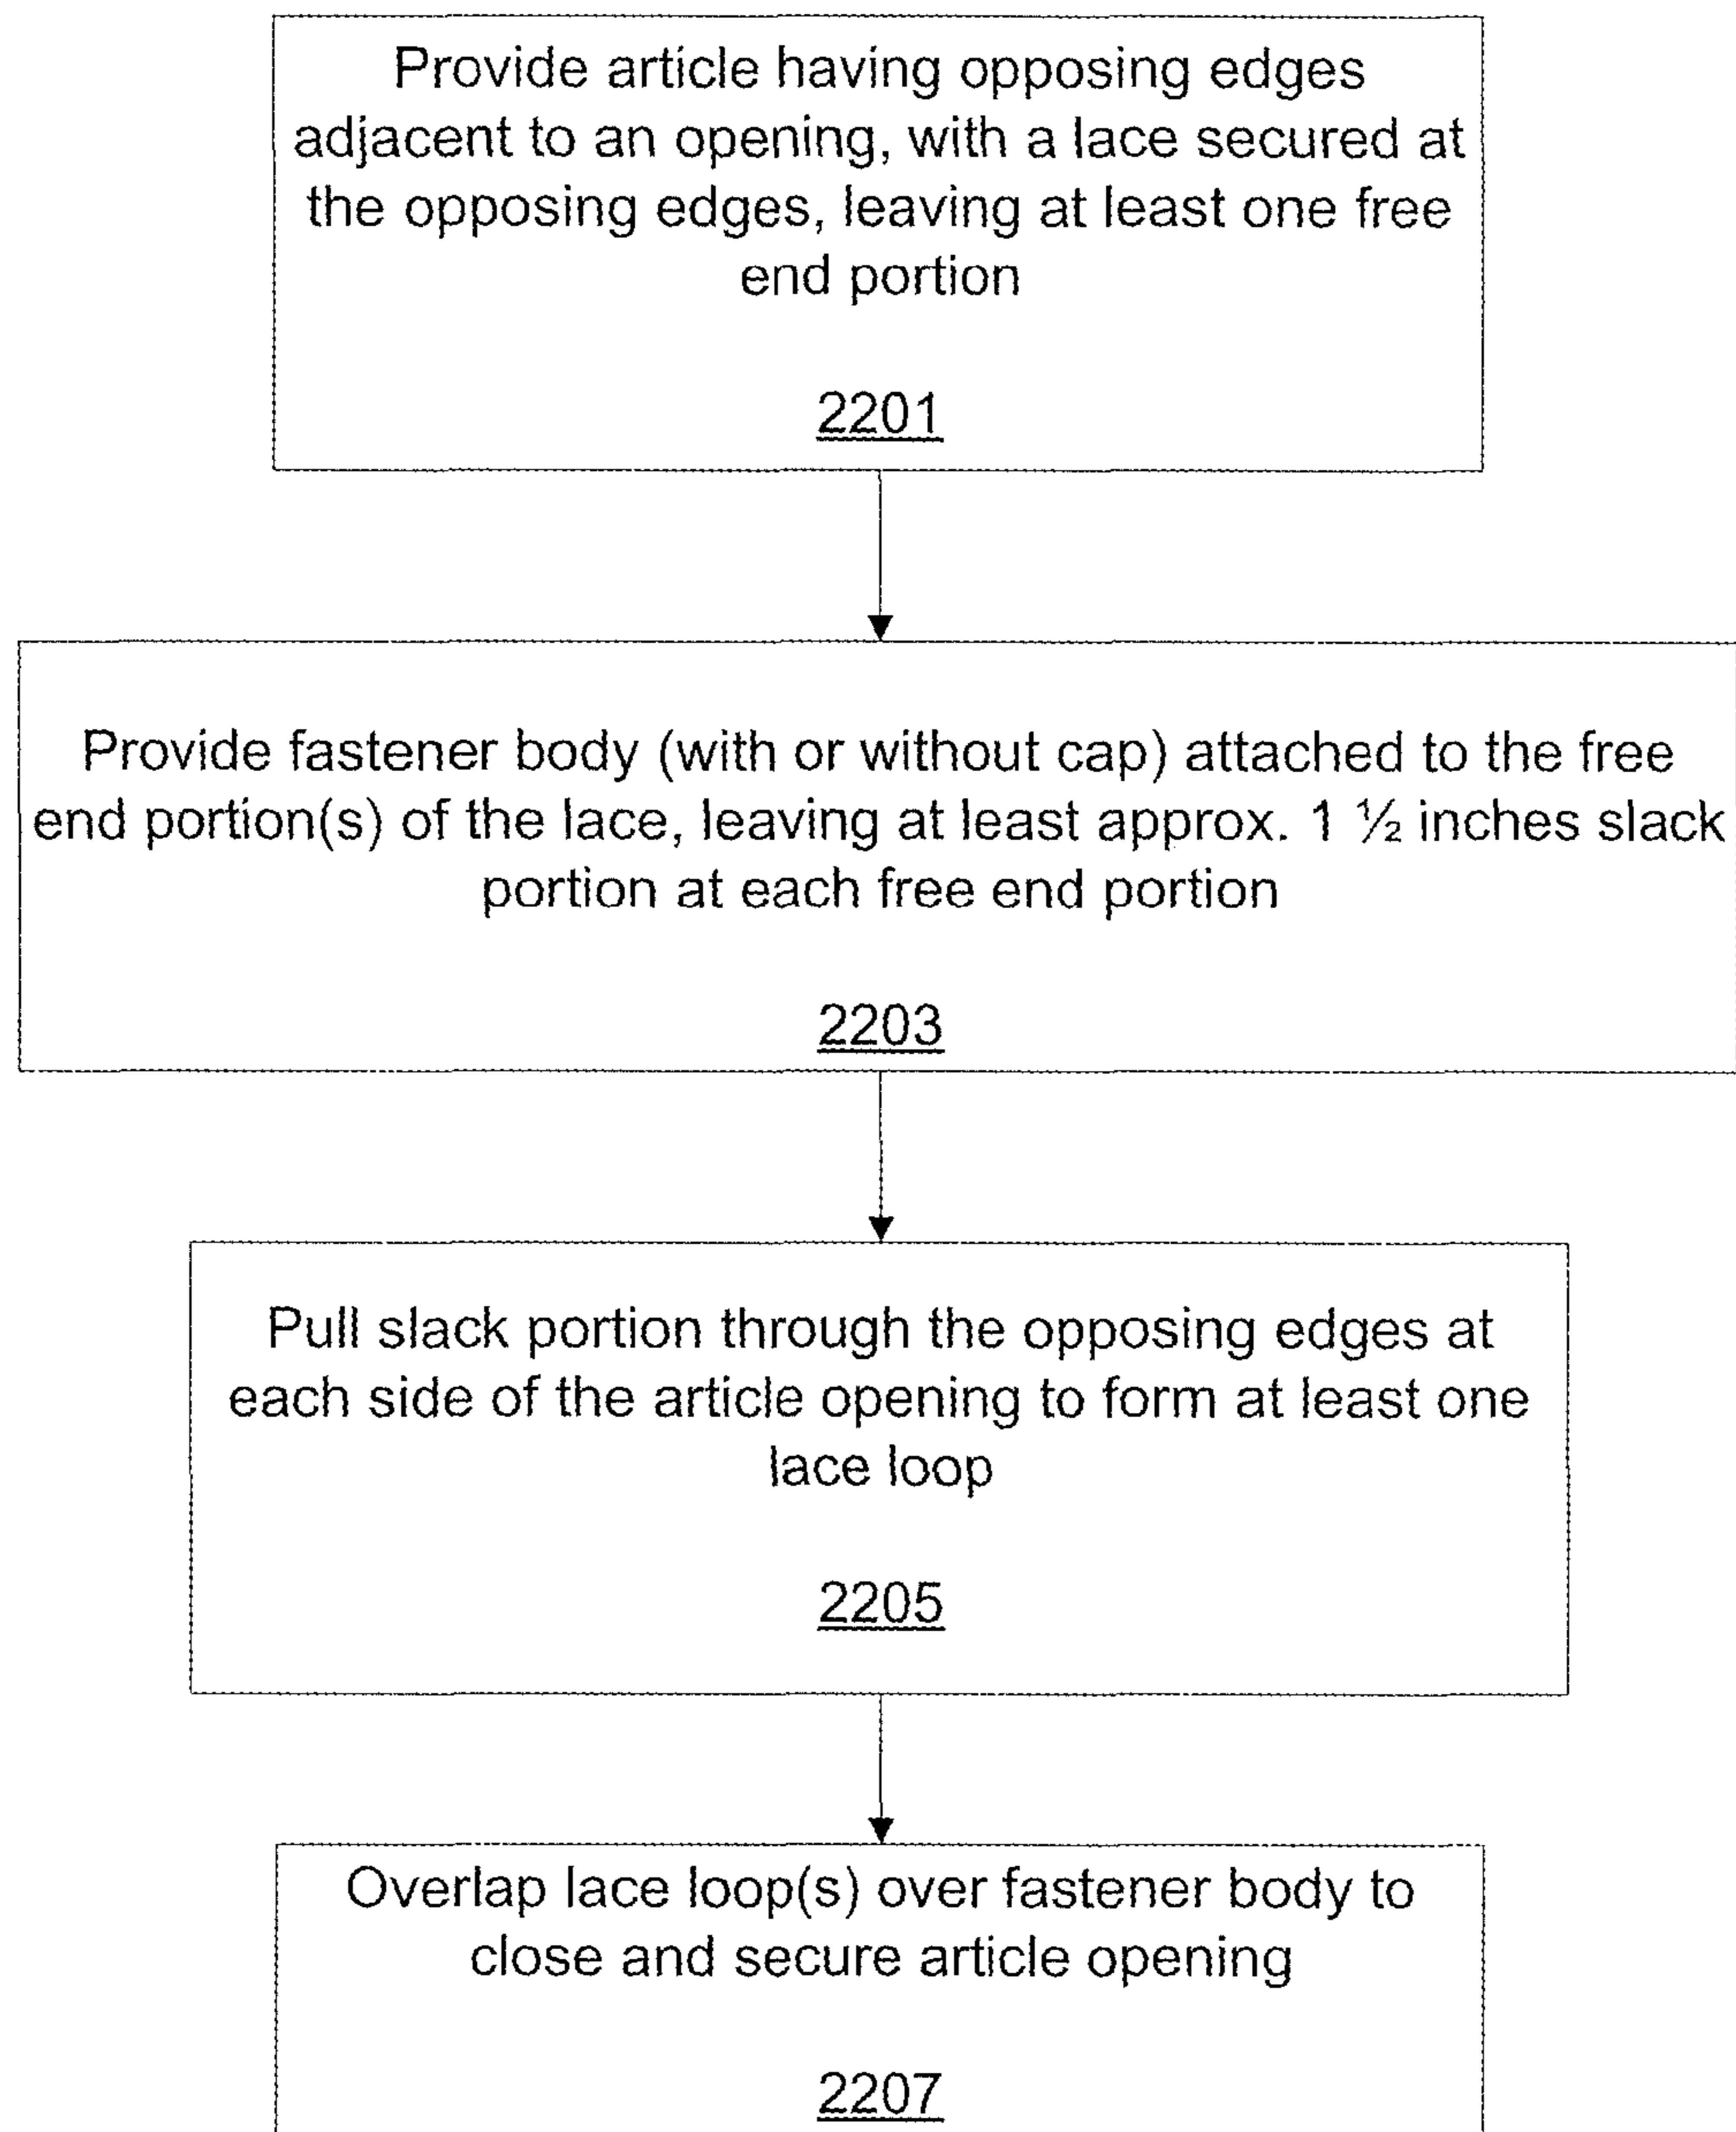 Provide article having opposing edges
adjacent to an opening, with a lace secured at
the opposing edges, leaving at least one free
end portion
2201
Provide fastener body (with or without cap) attached to the free
end portion(s) of the lace, leaving at least approx. 1 ½ inches slack
portion at each free end portion
2203
Pull slack portion through the opposing edges at
each side of the article opening to form at least one
lace loop
2205
Overlap lace loop(s) over fastener body to
close and secure article opening
2207